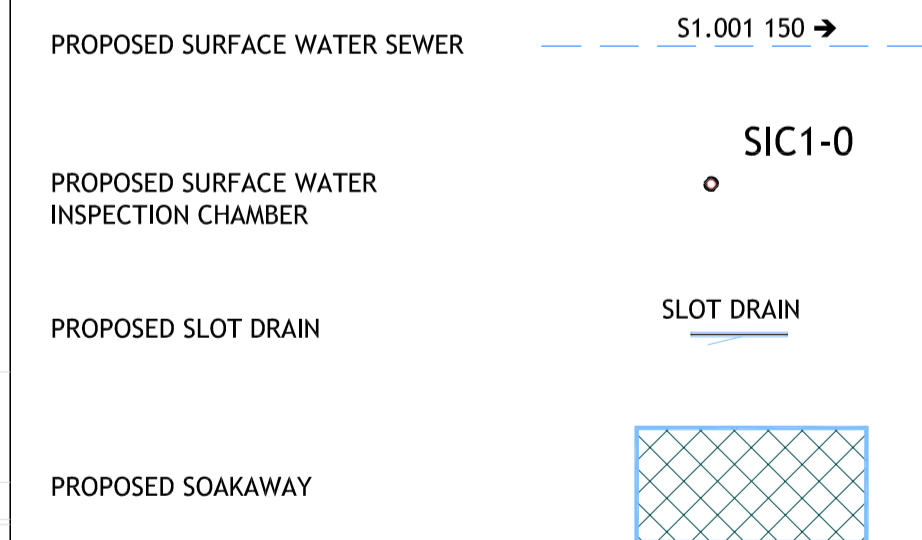 PROPOSED SURFACE WATER SEWER
S1.001 150 ➔
PROPOSED SURFACE WATER
INSPECTION CHAMBER
SIC1-0
PROPOSED SLOT DRAIN
SLOT DRAIN
PROPOSED SOAKAWAY